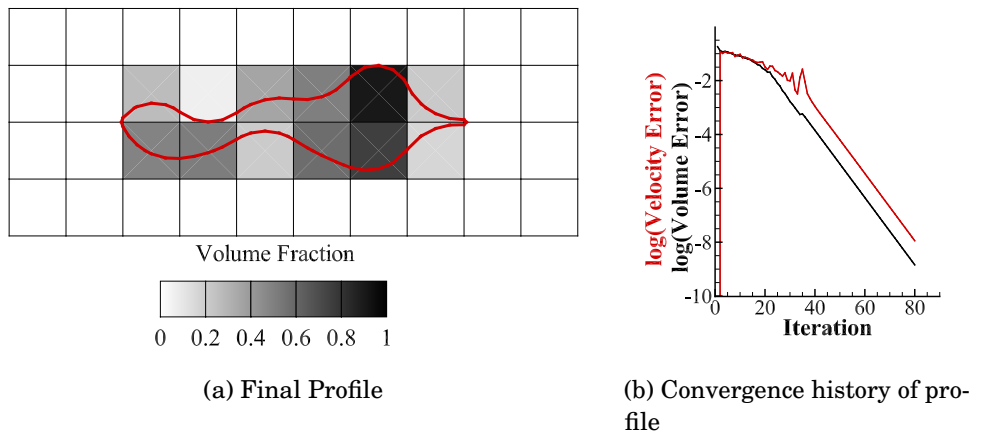 Volume Fraction
0 0.2 0.4 0.6 0.8 1
(a) Final Profile
log(Velocity Error)
log(Volume Error)
-2
-4
-6
-8
-10
0 20 40 60 80
Iteration
(b) Convergence history of pro-
file